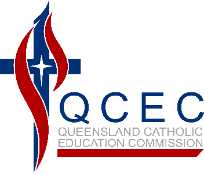 QCEC
QUEENSLAND CATHOLIC
EDUCATION COMMISSION